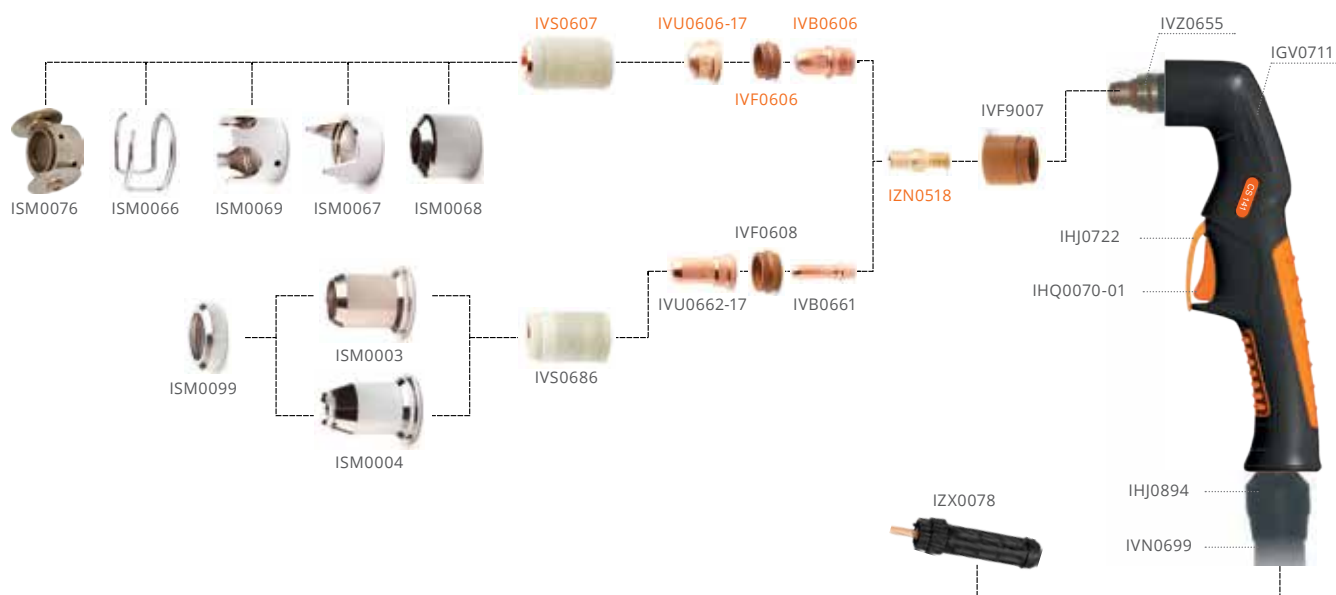 IVS0607
IVU0606-17
IVB0606
IVZ0655
IGV0711
IVF0606
IVF9007
ISM0076
ISM0066
ISM0069
ISM0067
ISM0068
IZN0518
CS 141
IVF0608
IHJ0722
IVU0662-17
IVB0661
IHQ0070-01
ISM0003
ISM0099
IVS0686
ISM0004
IZX0078
IHJ0894
IVN0699